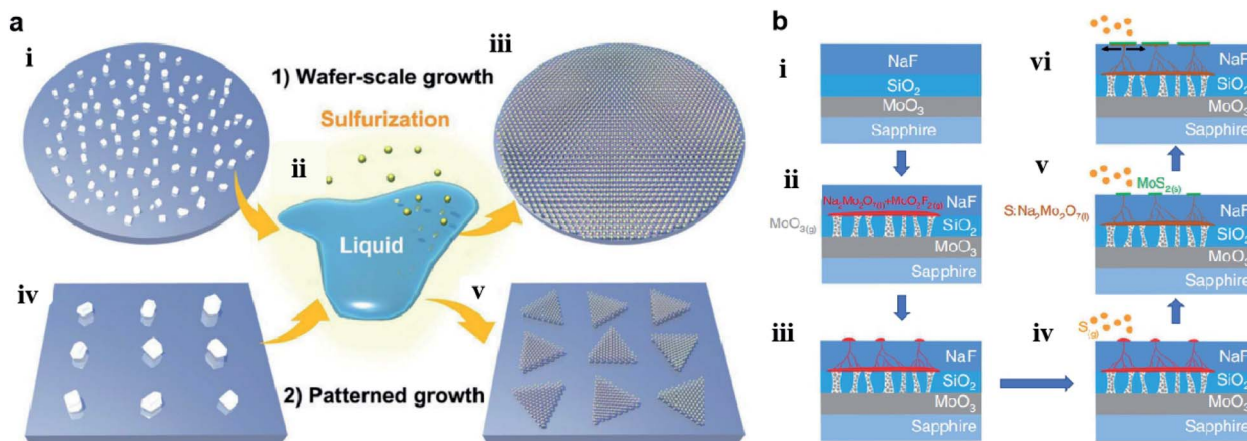 a
i
iii
1) Wafer-scale growth
Sulfurization
ii
Liquid
iv
v
2) Patterned growth
b
i
NaF
SiO₂
MoO₃
Sapphire
ii
MoO₃₍g₎
Na₂Mo₂O₇₍l₎+MoO₂F₂₍g₎
NaF
SiO₂
MoO₃
Sapphire
iii
NaF
SiO₂
MoO₃
Sapphire
iv
S₍g₎
NaF
SiO₂
MoO₃
Sapphire
v
MoS₂₍s₎
S:Na₂Mo₂O₇₍l₎
NaF
SiO₂
MoO₃
Sapphire
vi
NaF
SiO₂
MoO₃
Sapphire